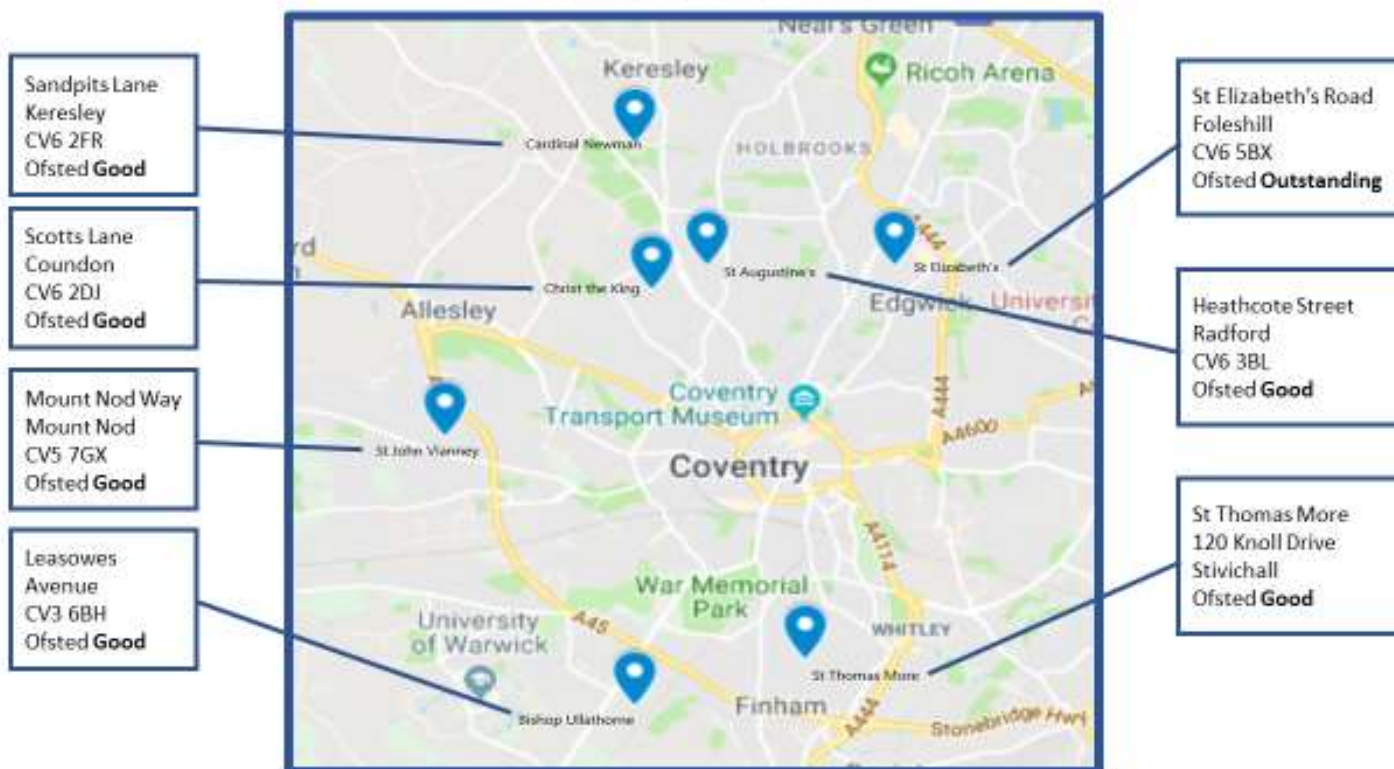 Sandpits Lane
Keresley
CV6 2FR
Ofsted Good
Scotts Lane
Coundon
CV6 2DJ
Ofsted Good
Mount Nod Way
Mount Nod
CV5 7GX
Ofsted Good
Leasowes
Avenue
CV3 6BH
Ofsted Good
Neal's Green
Keresley
Ricoh Arena
Cardinal Newman
HOLBROOKS
A444
St Augustine's
St Elizabeth's
Christ the King
Allesley
Edgwick
Coventry
Transport Museum
A444
A4600
St John Vianney
Coventry
A4114
War Memorial
Park
University
of Warwick
A45
WHITLEY
St Thomas More
Bishop Ullathorne
Finham
A444
Stonebridge Hwy
St Elizabeth's Road
Foleshill
CV6 5BX
Ofsted Outstanding
Heathcote Street
Radford
CV6 3BL
Ofsted Good
St Thomas More
120 Knoll Drive
Stivichall
Ofsted Good